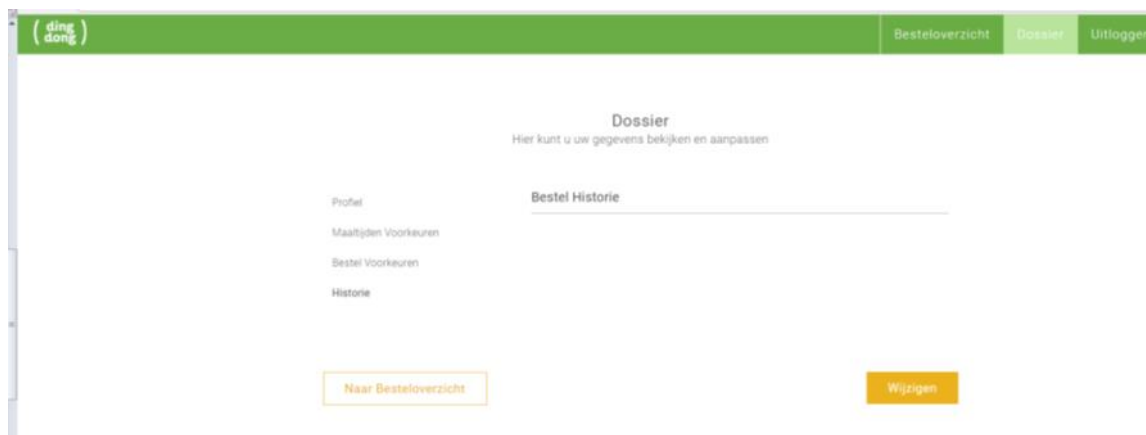 ( ding dong )
Besteloverzicht
Dossier
Uitloggen
Dossier
Hier kunt u uw gegevens bekijken en aanpassen
Profiel
Bestel Historie
Maaltijden Voorkeuren
Bestel Voorkeuren
Historie
Naar Besteloverzicht
Wijzigen